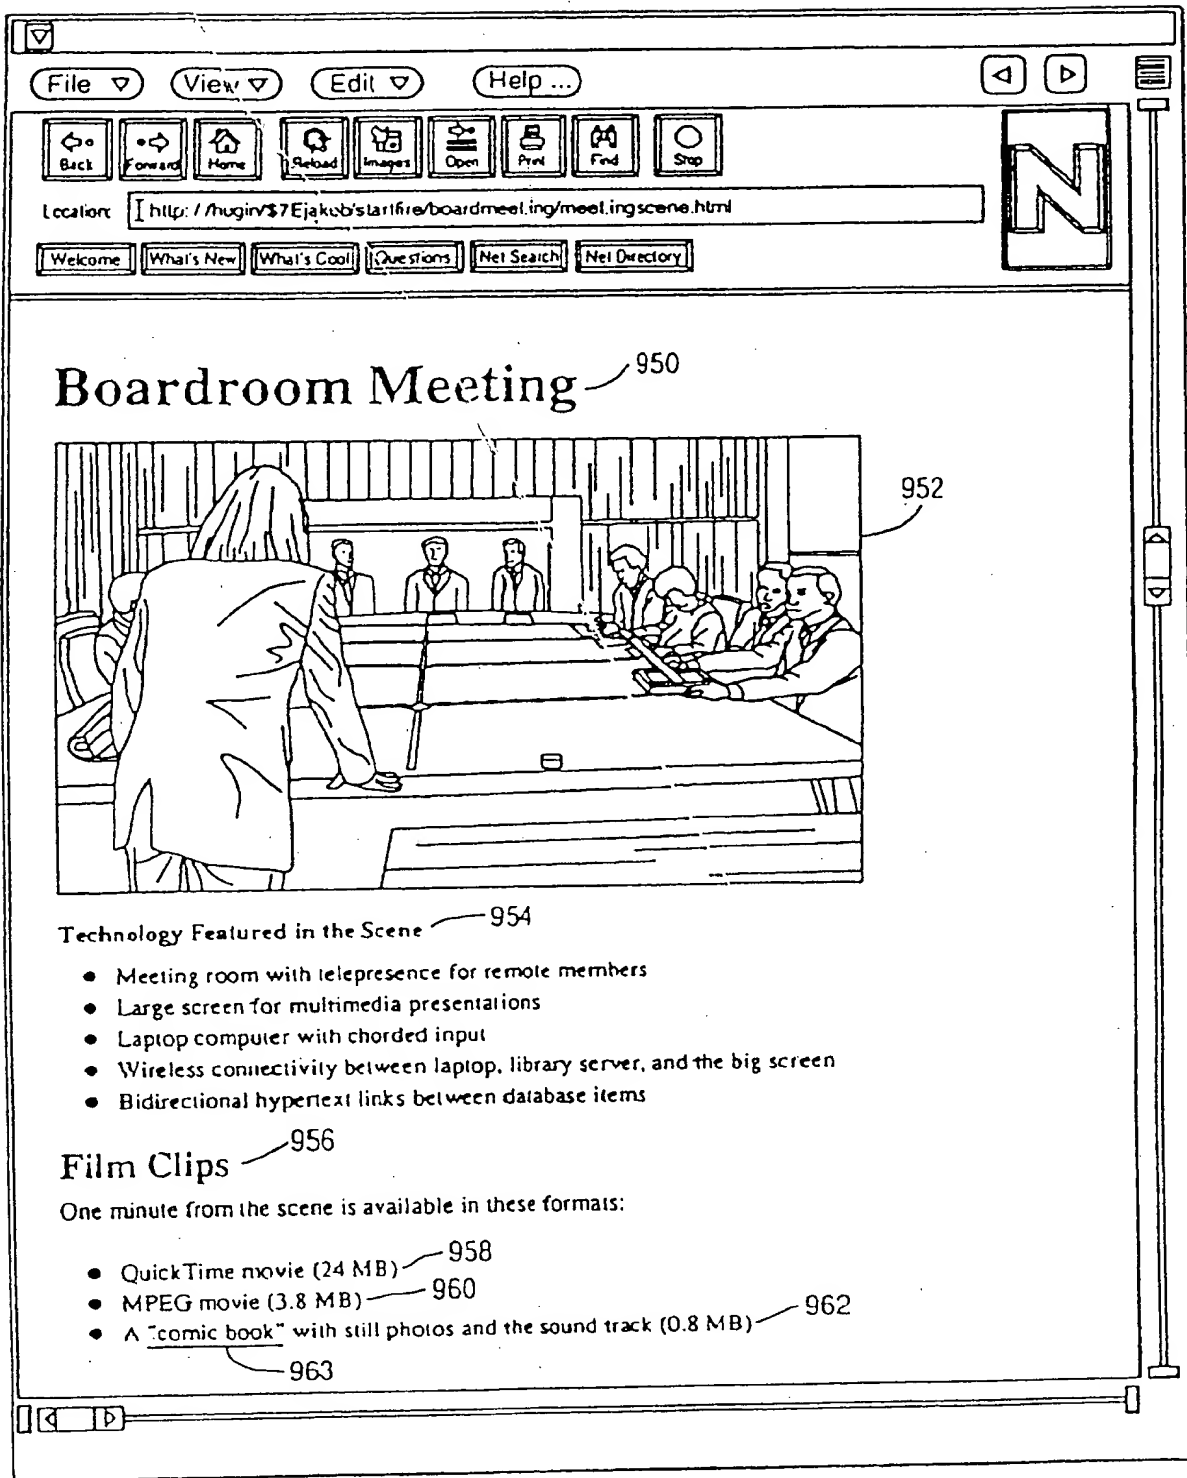 File View Edit Help ...
Back Forward Home Reload Images Open Print Find Stop
N
Location: http://hugin/$7Ejakob'startfire/boardmeet.ing/meet.ingscene.html
Welcome What's New What's Cool Questions Net Search Net Directory
Boardroom Meeting 950
952
Technology Featured in the Scene 954
• Meeting room with telepresence for remote members
• Large screen for multimedia presentations
• Laptop computer with chorded input
• Wireless connectivity between laptop, library server, and the big screen
• Bidirectional hypertext links between database items
956
Film Clips
One minute from the scene is available in these formats:
• QuickTime movie (24 MB) 958
• MPEG movie (3.8 MB) 960
• A "comic book" with still photos and the sound track (0.8 MB) 962
963